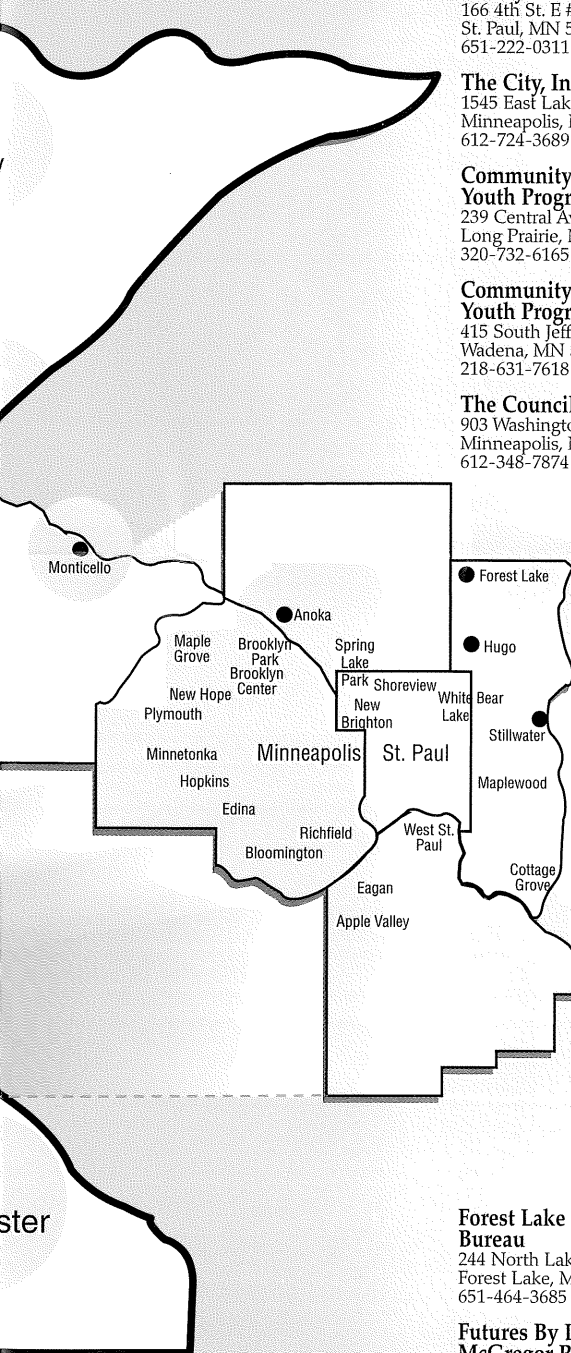 166 4th St. E #
St. Paul, MN 5
651-222-0311
The City, In
1545 East Lak
Minneapolis,
612-724-3689
Community
Youth Progr
239 Central Av
Long Prairie,
320-732-6165
Community
Youth Progr
415 South Jeff
Wadena, MN
218-631-7618
The Council
903 Washingto
Minneapolis,
612-348-7874
Monticello
Forest Lake
Anoka
Hugo
Maple
Grove
Brooklyn
Park
Brooklyn
Center
Spring
Lake
Park
Shoreview
New Hope
Plymouth
New
Brighton
White Bear
Lake
Stillwater
Minnetonka
Minneapolis
St. Paul
Hopkins
Maplewood
Edina
Richfield
Bloomington
West St.
Paul
Cottage
Grove
Eagan
Apple Valley
ster
Forest Lake
Bureau
244 North Lak
Forest Lake, M
651-464-3685
Futures By D
McGregor R